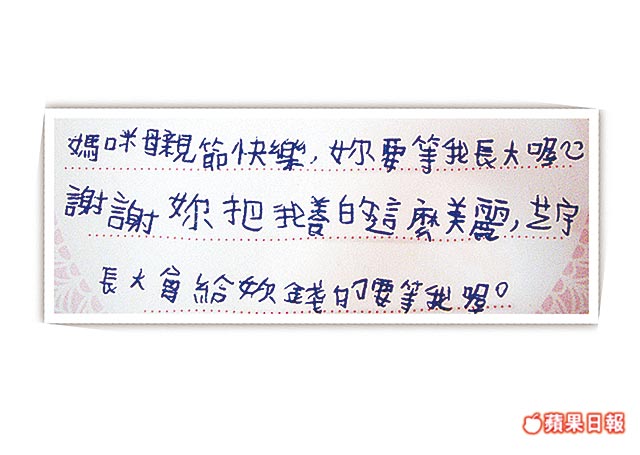 媽咪母親節快樂,妳要等我長大喔
謝謝妳把我養的這麼美麗,芝宇
長大會給妳錢的要等我喔。
蘋果日報